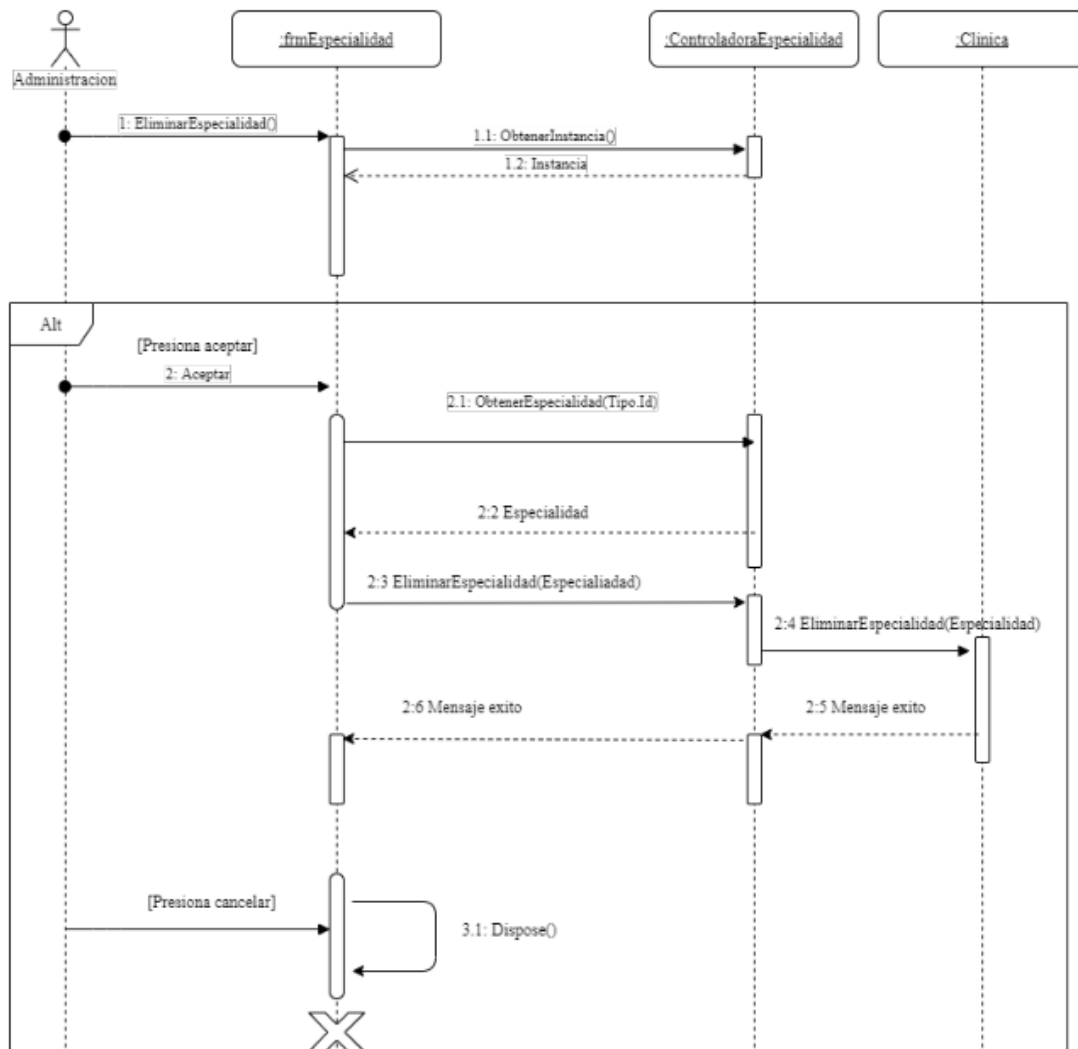 :frmEspecialidad
:ControladoraEspecialidad
:Clinica
Administracion
1: EliminarEspecialidad()
1.1: ObtenerInstancia()
1.2: Instancia
Alt
[Presiona aceptar]
2: Aceptar
2.1: ObtenerEspecialidad(Tipo.Id)
2:2 Especialidad
2:3 EliminarEspecialidad(Especialiadad)
2:4 EliminarEspecialidad(Especialidad)
2:6 Mensaje exito
2:5 Mensaje exito
[Presiona cancelar]
3.1: Dispose()